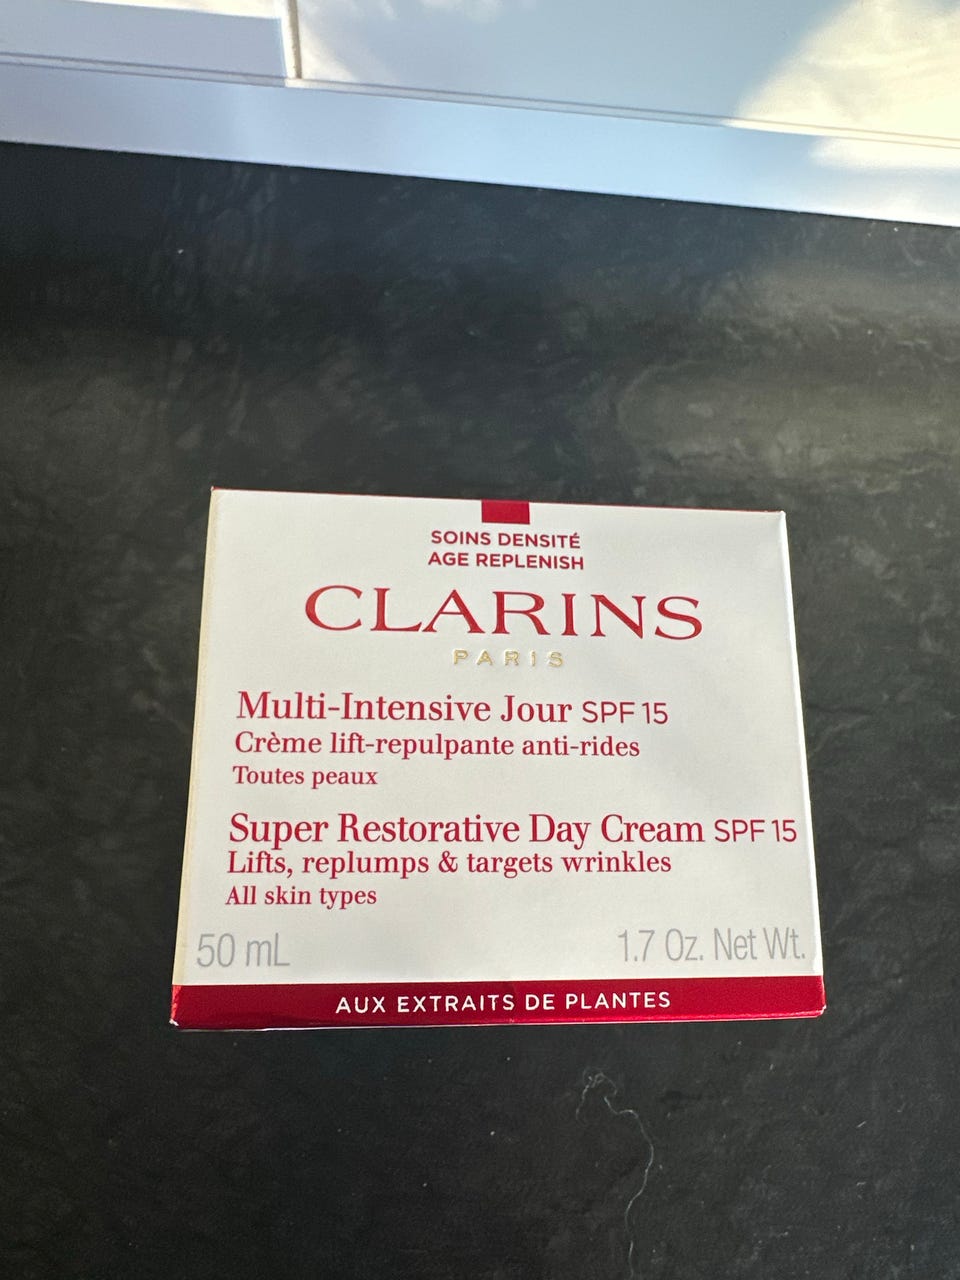 SOINS DENSITÉ
AGE REPLENISH
CLARINS
PARIS
Multi-Intensive Jour SPF 15
Crème lift-repulpante anti-rides
Toutes peaux
Super Restorative Day Cream SPF 15
Lifts, replumps & targets wrinkles
All skin types
50 mL
1.7 Oz. Net Wt.
AUX EXTRAITS DE PLANTES